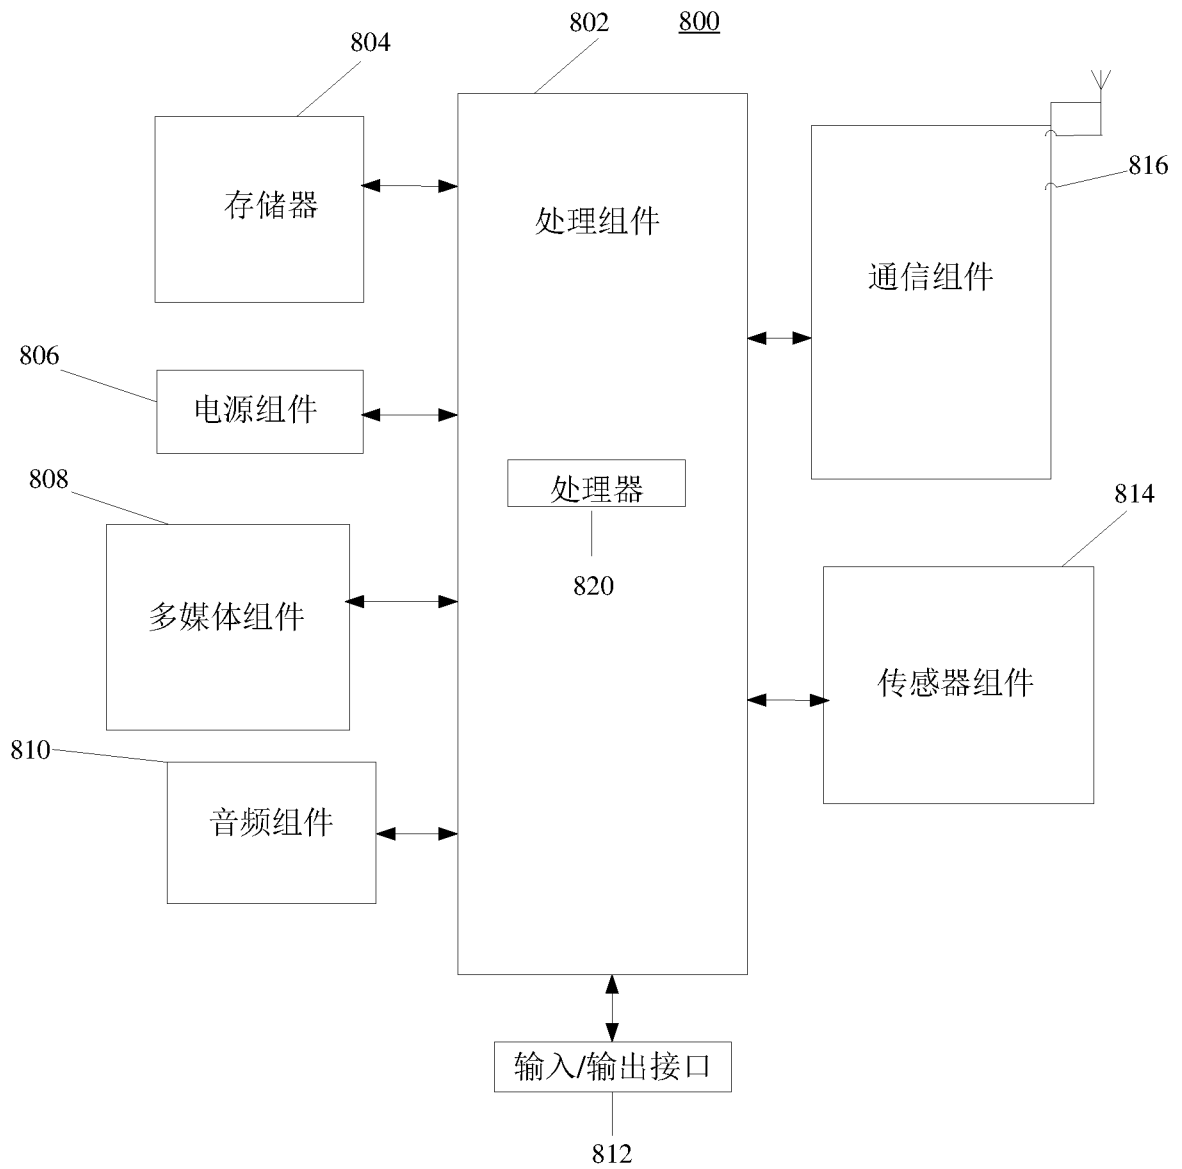 802
800
804
存储器
处理组件
816
通信组件
806
电源组件
808
处理器
814
820
多媒体组件
传感器组件
810
音频组件
输入/输出接口
812